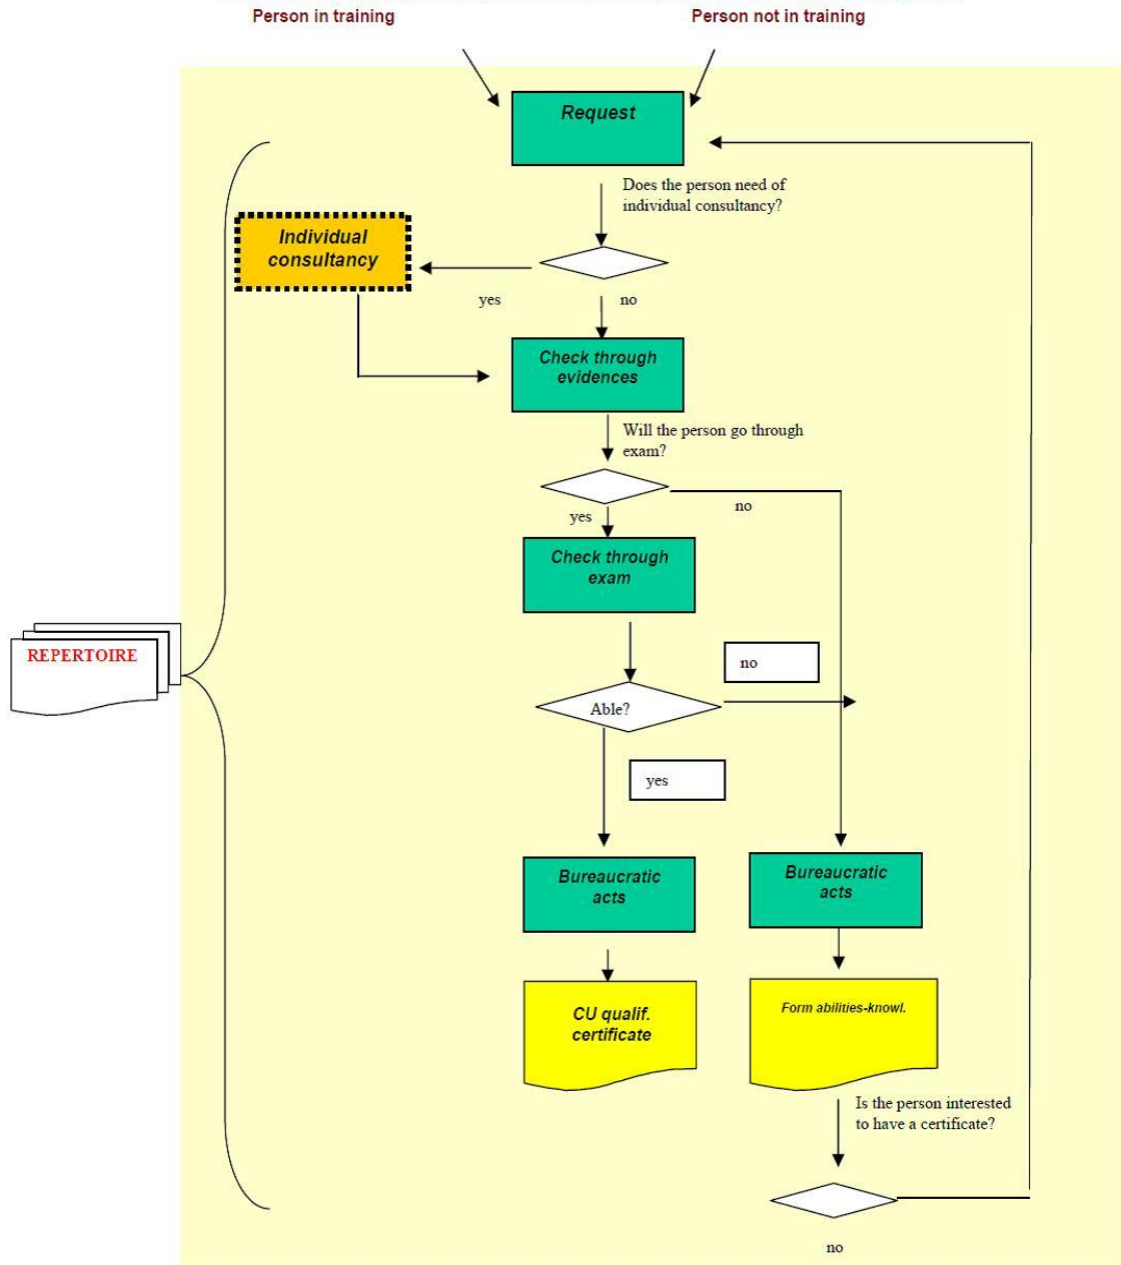 Person in training
Person not in training
Request
Does the person need of
individual consultancy?
Individual
consultancy
yes
no
Check through
evidences
Will the person go through
exam?
no
yes
Check through
exam
REPERTOIRE
no
Able?
yes
Bureaucratic
acts
Bureaucratic
acts
CU qualif.
certificate
Form abilities-knowl.
Is the person interested
to have a certificate?
no